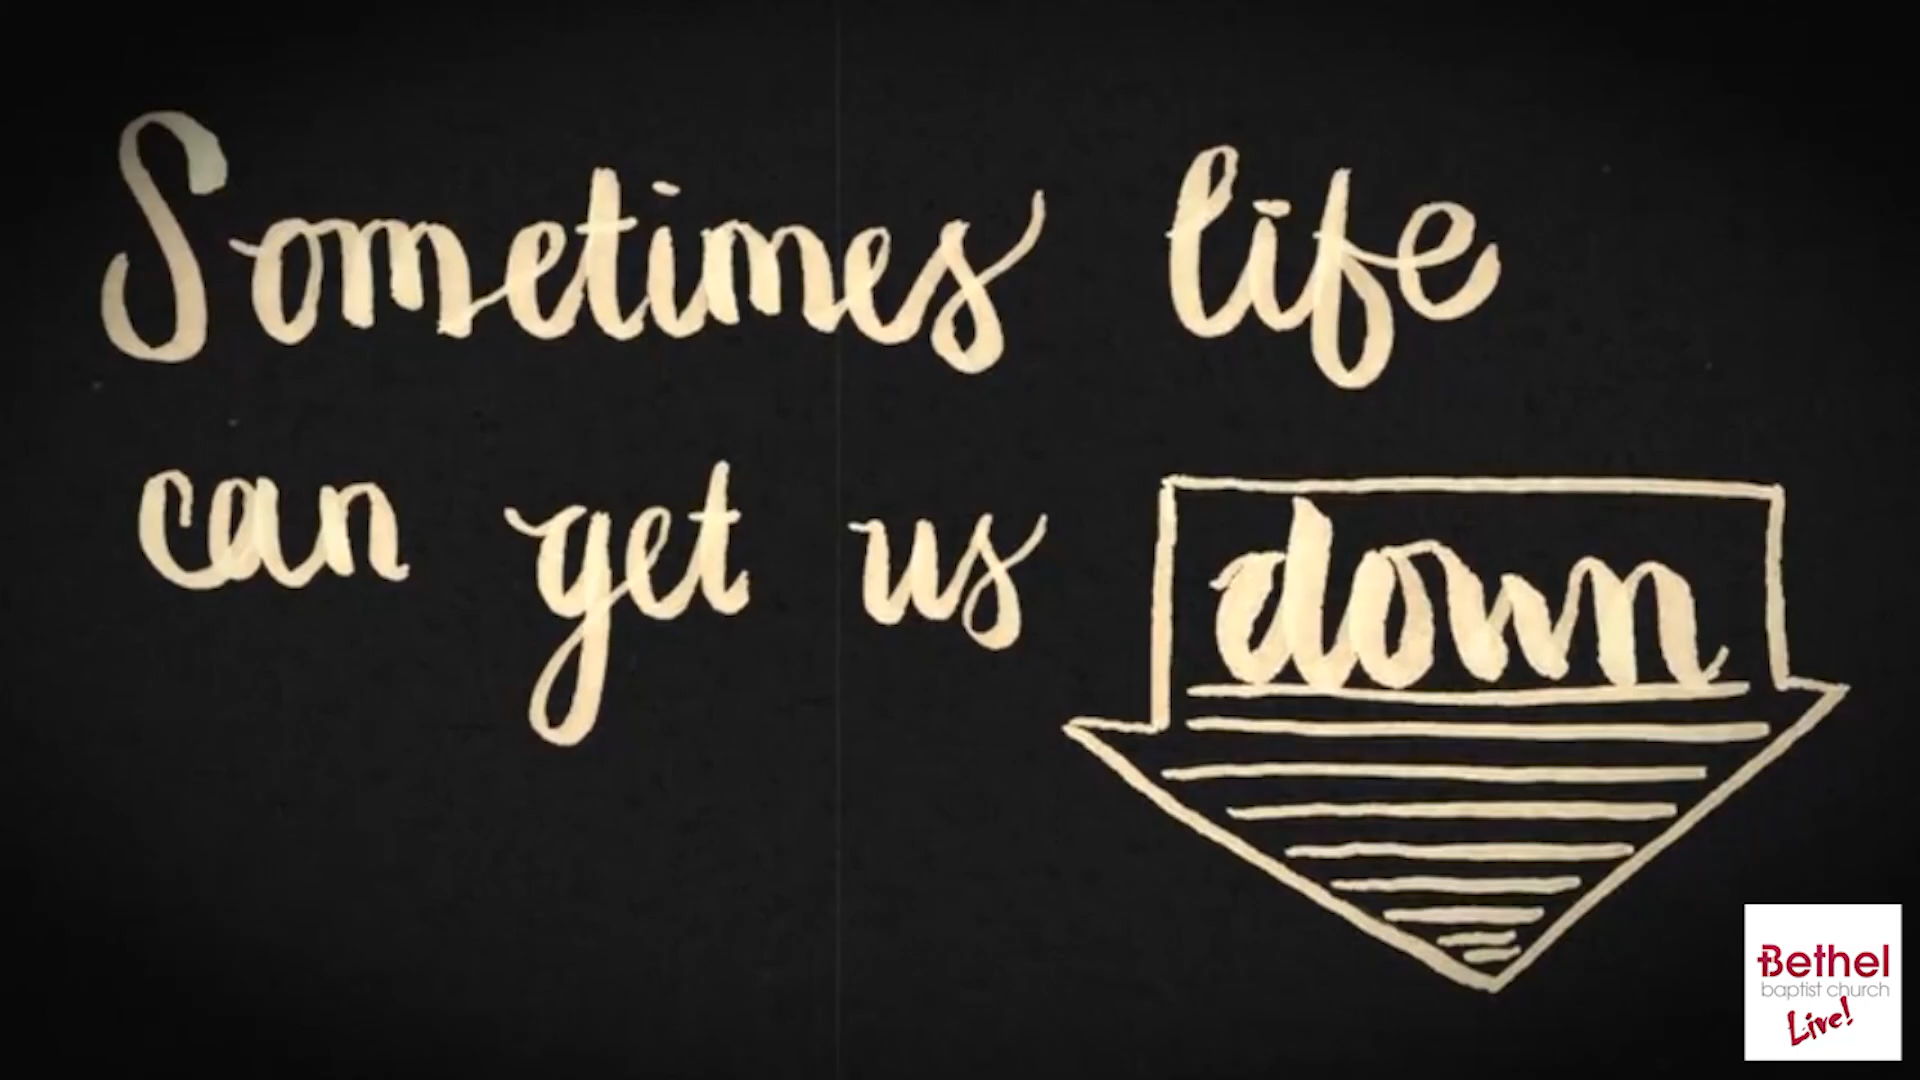 Sometimes life
can get us down
Bethel
baptist church
Live!